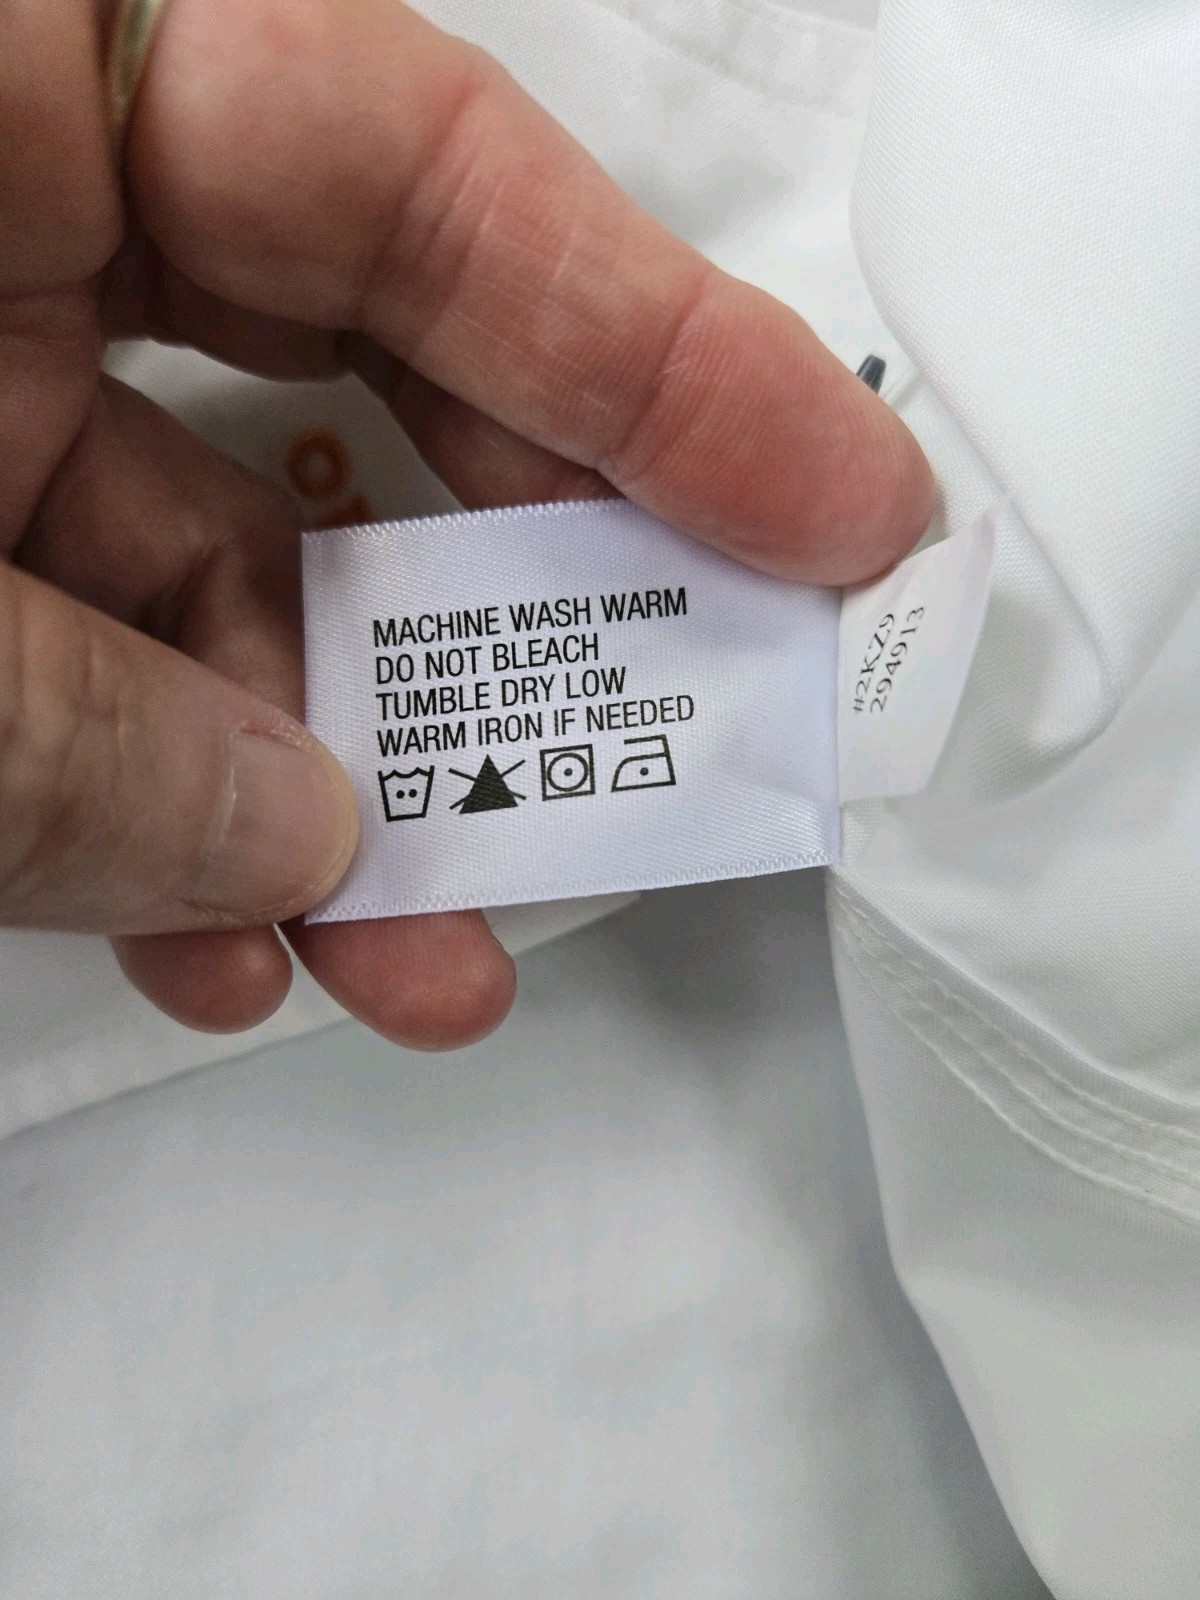 MACHINE WASH WARM
DO NOT BLEACH
TUMBLE DRY LOW
WARM IRON IF NEEDED
#2KZ9
294913